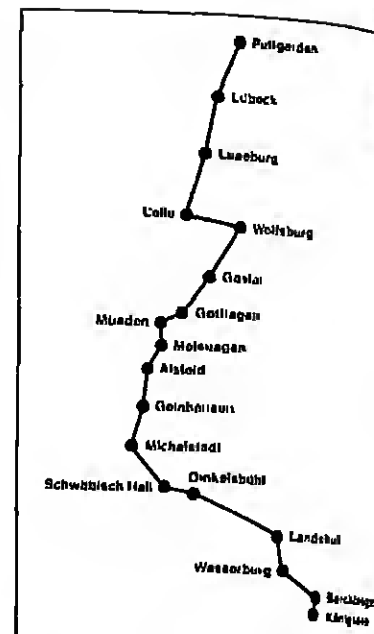 Puttgarden
Lübeck
Lüneburg
Celle
Wolfsburg
Goslar
Göttingen
Münden
Melsungen
Alsfeld
Gelnhausen
Michelstadt
Schwäbisch Hall
Dinkelsbühl
Landshut
Wasserburg